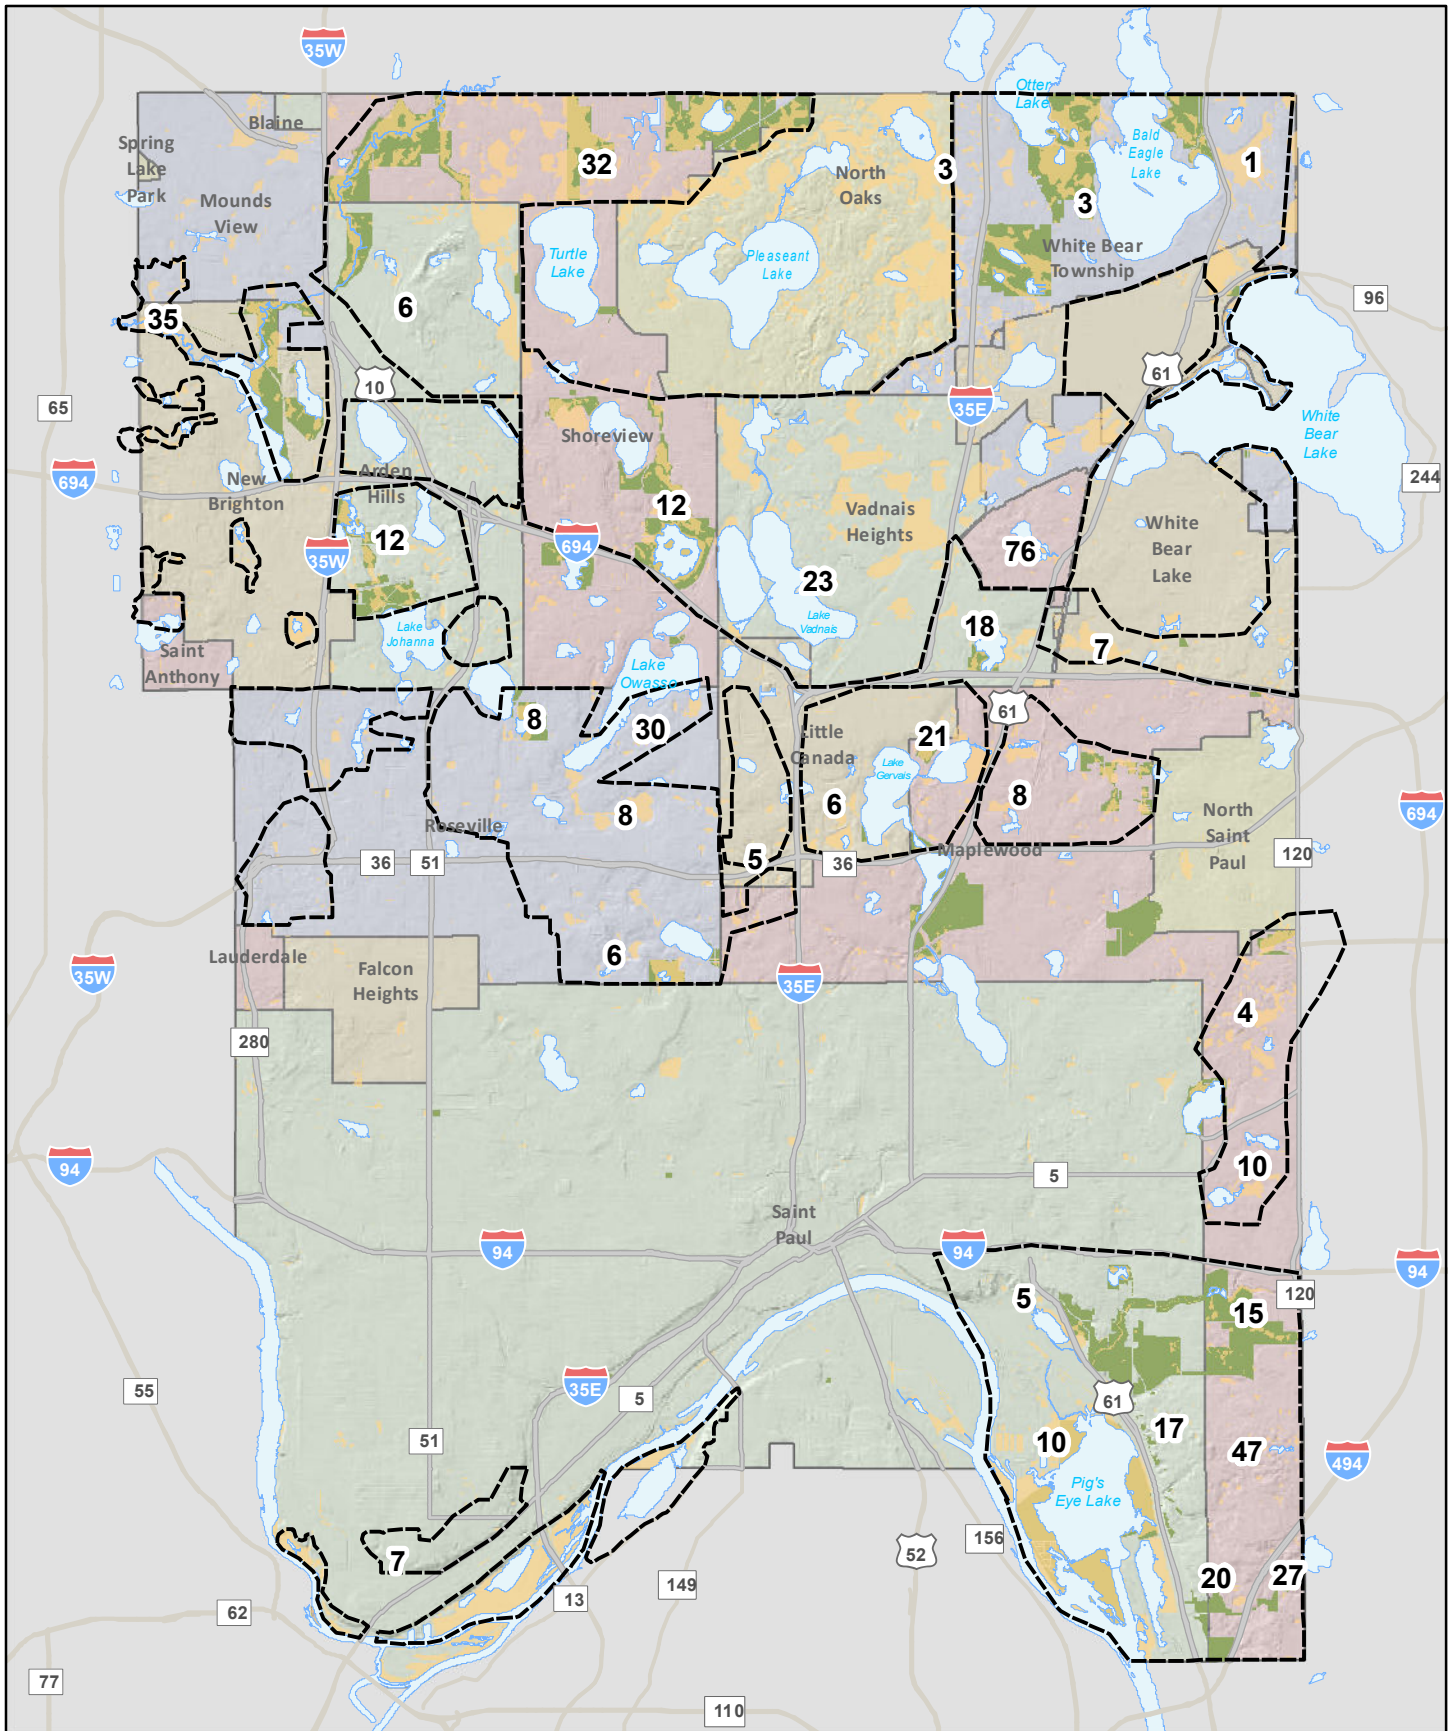 35W
Otter
Lake
Blaine
Spring
Lake
Park
Bald
Eagle
Lake
32
3
1
North
Oaks
Mounds
View
3
White Bear
Township
Turtle
Lake
Pleaseant
Lake
96
6
35
10
61
65
35E
White
Bear
Lake
Shoreview
Arden
Hills
694
New
Brighton
244
12
Vadnais
Heights
White
Bear
Lake
12
35W
694
76
23
Lake
Vadnais
18
Lake
Johanna
7
Saint
Anthony
Lake
Owasso
8
30
61
Little
Canada
21
Lake
Gervais
8
6
8
694
North
Saint
Paul
Roseville
36
51
5
36
Maplewood
120
6
Lauderdale
Falcon
Heights
35W
35E
4
280
94
10
5
Saint
Paul
94
94
94
5
120
15
55
35E
5
61
51
10
17
47
494
Pig's
Eye Lake
156
52
7
20
27
149
13
62
77
110